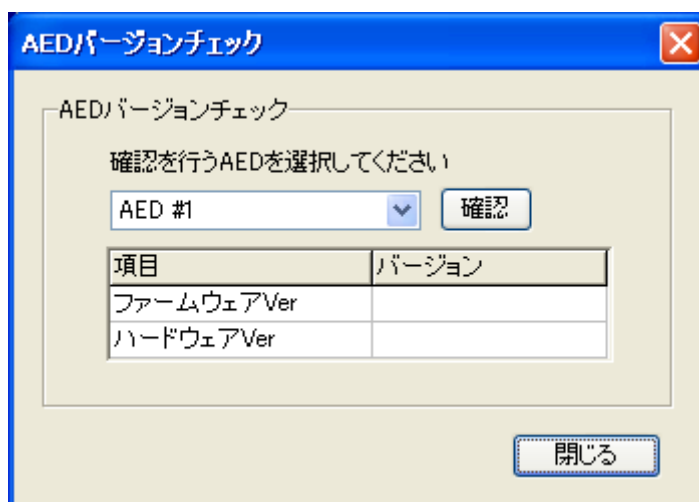 AEDバージョンチェック
AEDバージョンチェック
確認を行うAEDを選択してください
AED #1 確認
項目 バージョン
ファームウェアVer
ハードウェアVer
閉じる